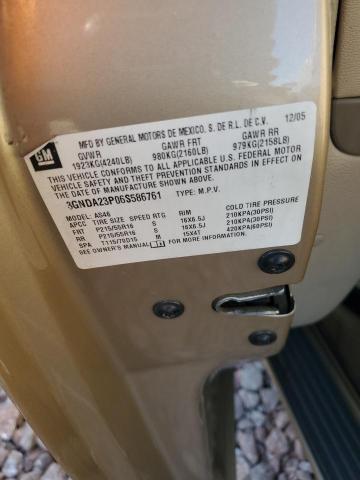 GM
MFD BY GENERAL MOTORS DE MEXICO, S. DE R.L. DE C.V. 12/05
GVWR GAWR FRT GAWR RR
1923KG(4240LB) 980KG(2160LB) 979KG(2158LB)
THIS VEHICLE CONFORMS TO ALL APPLICABLE U.S. FEDERAL MOTOR
VEHICLE SAFETY AND THEFT PREVENTION STANDARDS IN EFFECT ON
THE DATE OF MANUFACTURE SHOWN ABOVE.
3GNDA23P06S586761 TYPE: M.P.V.
MODEL: AS46
APCC TIRE SIZE SPEED RTG RIM COLD TIRE PRESSURE
FRT P215/55R16 S 16X6.5J 210KPA(30PSI)
RR P215/55R16 S 16X6.5J 210KPA(30PSI)
SPA T115/70D15 M 15X4T 420KPA(60PSI)
SEE OWNER'S MANUAL FOR MORE INFORMATION.